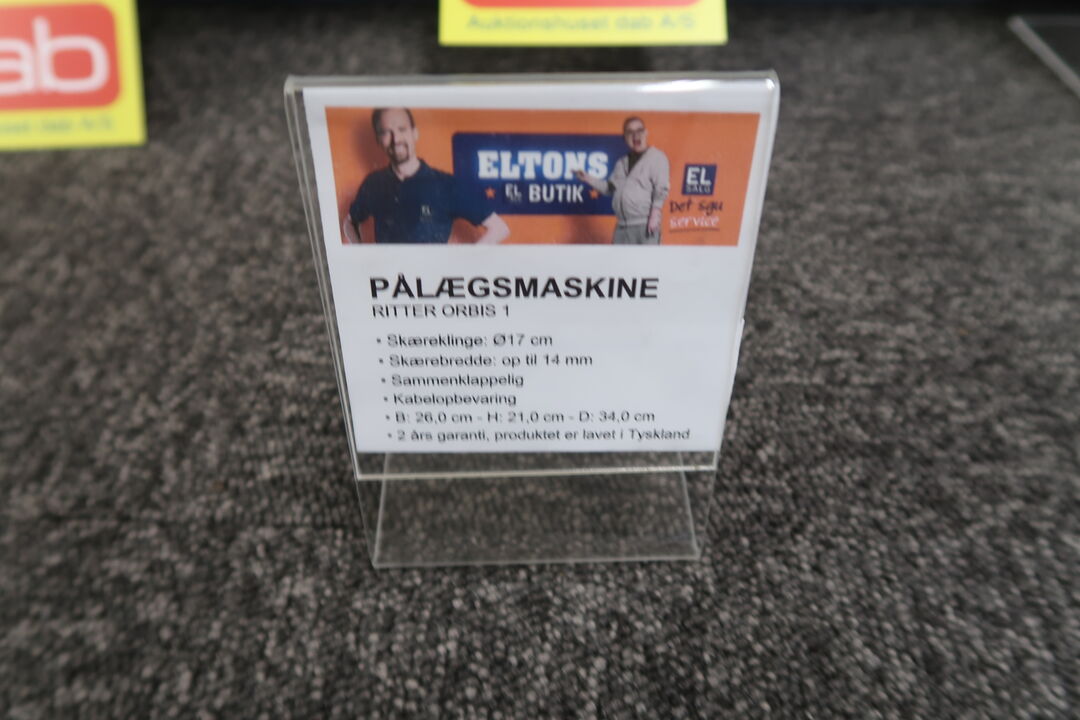 ab
Auktionshuset dab A/S
ELTONS
EL BUTIK
EL
SALG
Det sgu
service
PÅLÆGSMASKINE
RITTER ORBIS 1
• Skæreklinge: Ø17 cm
• Skærebredde: op til 14 mm
• Sammenklappelig
• Kabelopbevaring
• B: 26,0 cm - H: 21,0 cm - D: 34,0 cm
• 2 års garanti, produktet er lavet i Tyskland